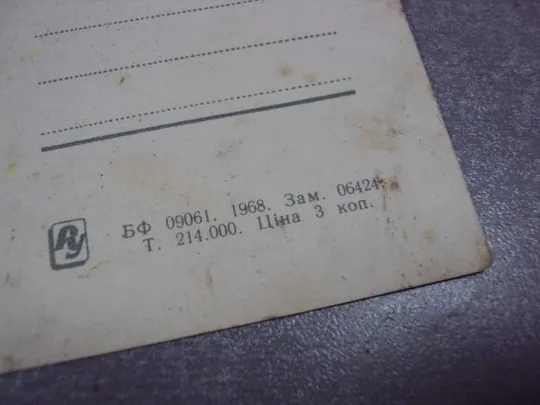 БФ 09061. 1968. Зам. 06424.
Т. 214.000. Ціна 3 коп.